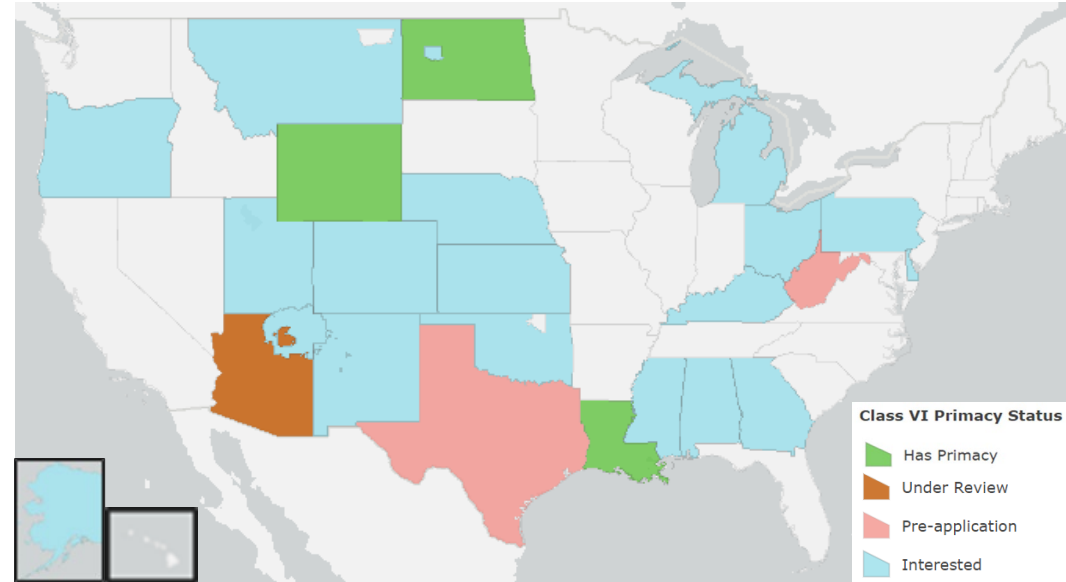 Class VI Primacy Status
Has Primacy
Under Review
Pre-application
Interested